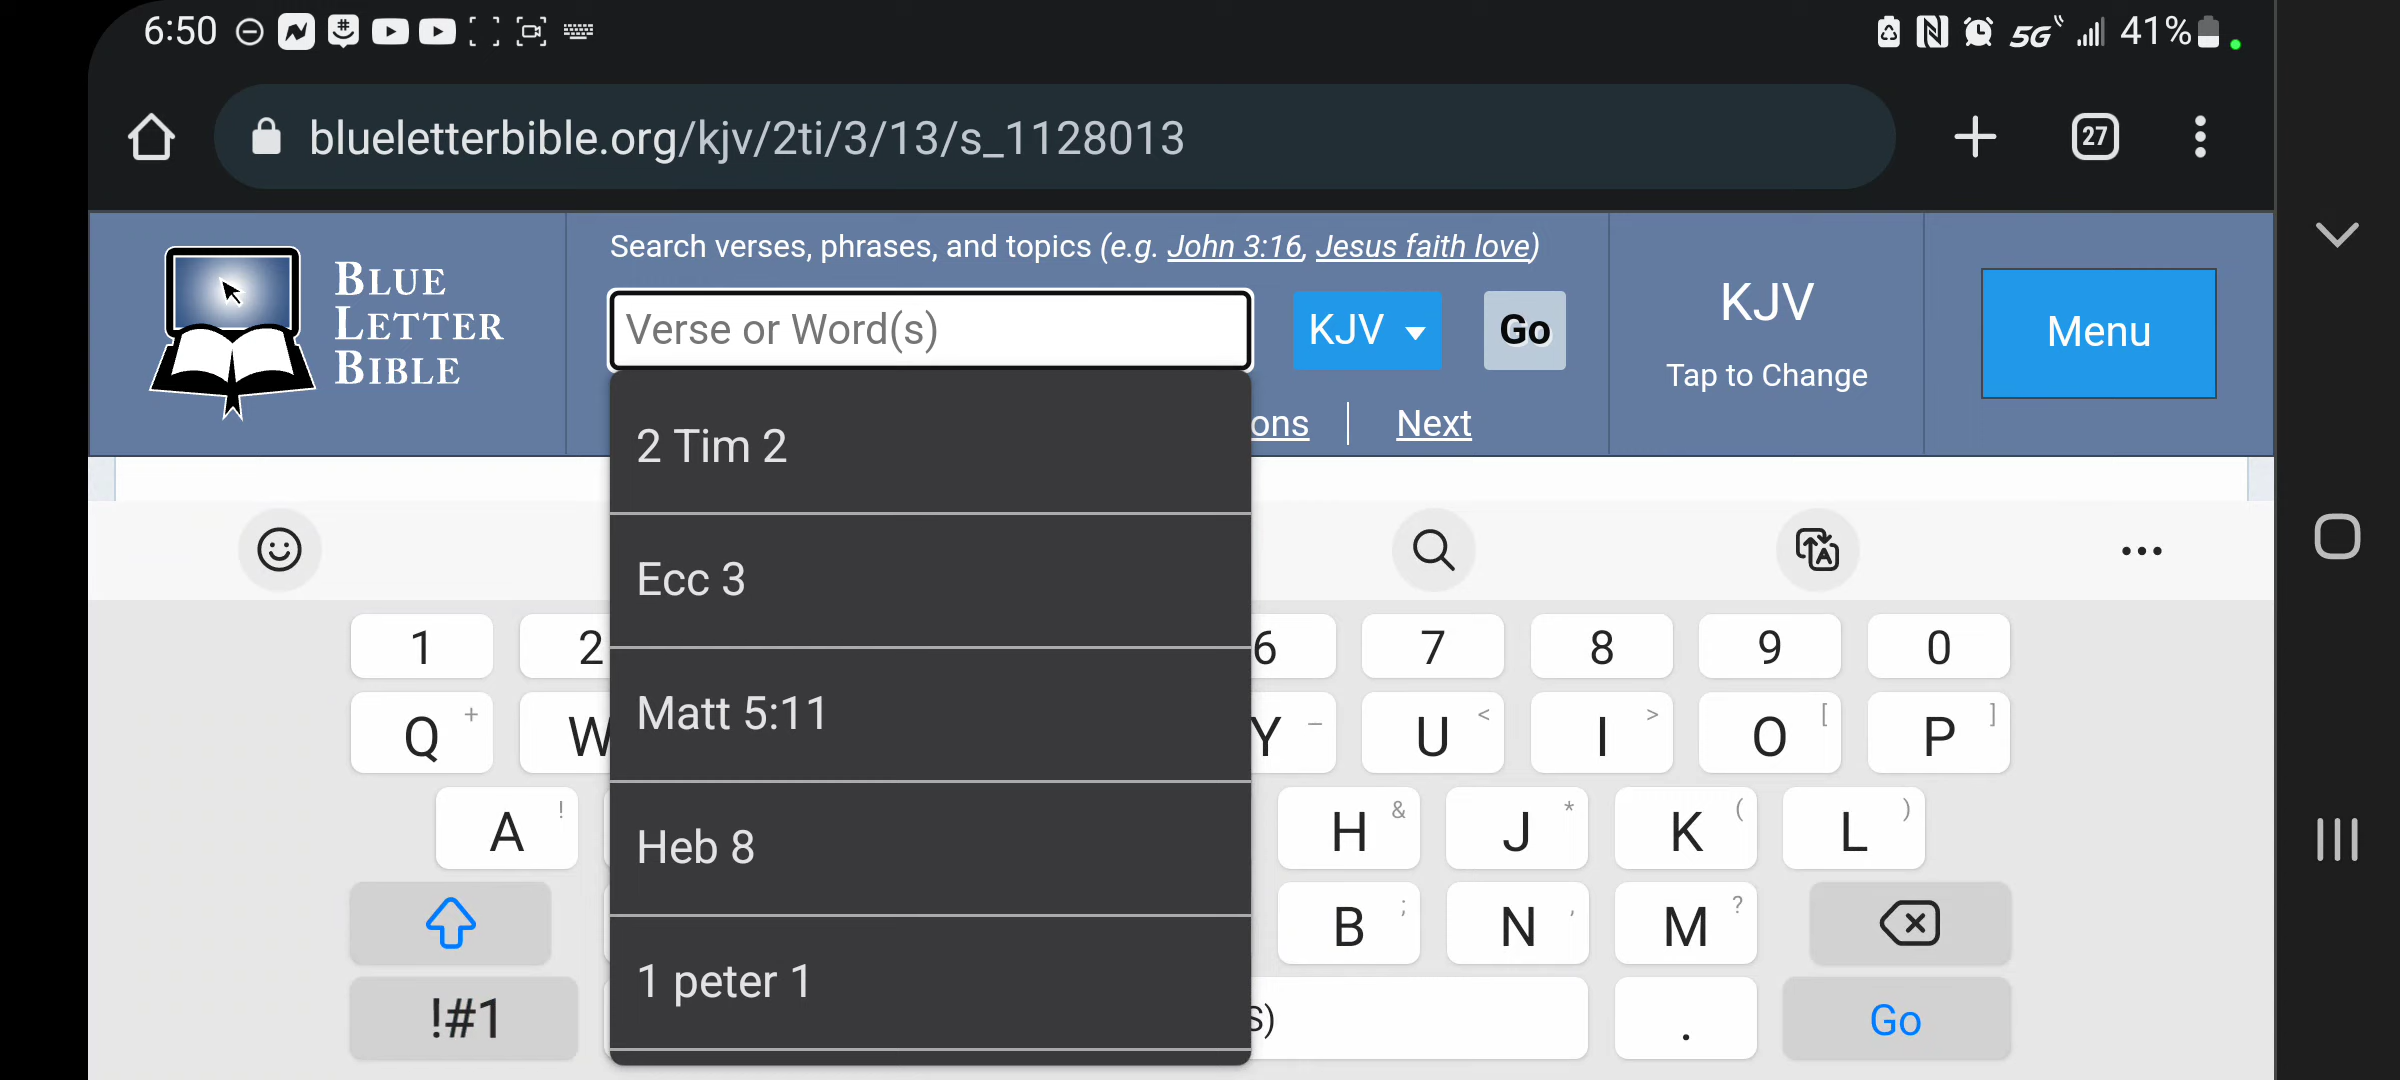 6:50
5G 41%
blueletterbible.org/kjv/2ti/3/13/s_1128013
27
BLUE
LETTER
BIBLE
Search verses, phrases, and topics (e.g. John 3:16, Jesus faith love)
Verse or Word(s)
KJV
Go
KJV
Tap to Change
Menu
ons | Next
2 Tim 2
Ecc 3
Matt 5:11
Heb 8
1 peter 1
1 2 6 7 8 9 0
Q + W Y – U < I > O [ P ]
A ! H & J * K ( L )
B ; N , M ?
!#1 S) . Go